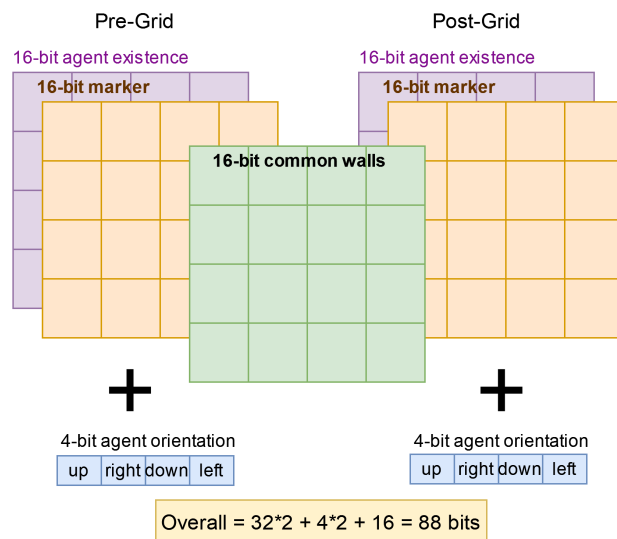 Pre-Grid
Post-Grid
16-bit agent existence
16-bit agent existence
16-bit marker
16-bit marker
16-bit common walls
4-bit agent orientation
4-bit agent orientation
up right down left
up right down left
Overall = 32*2 + 4*2 + 16 = 88 bits